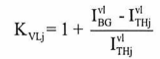 K_VLj = 1 + (I_BG^vl - I_THj^vl) / I_THj^vl